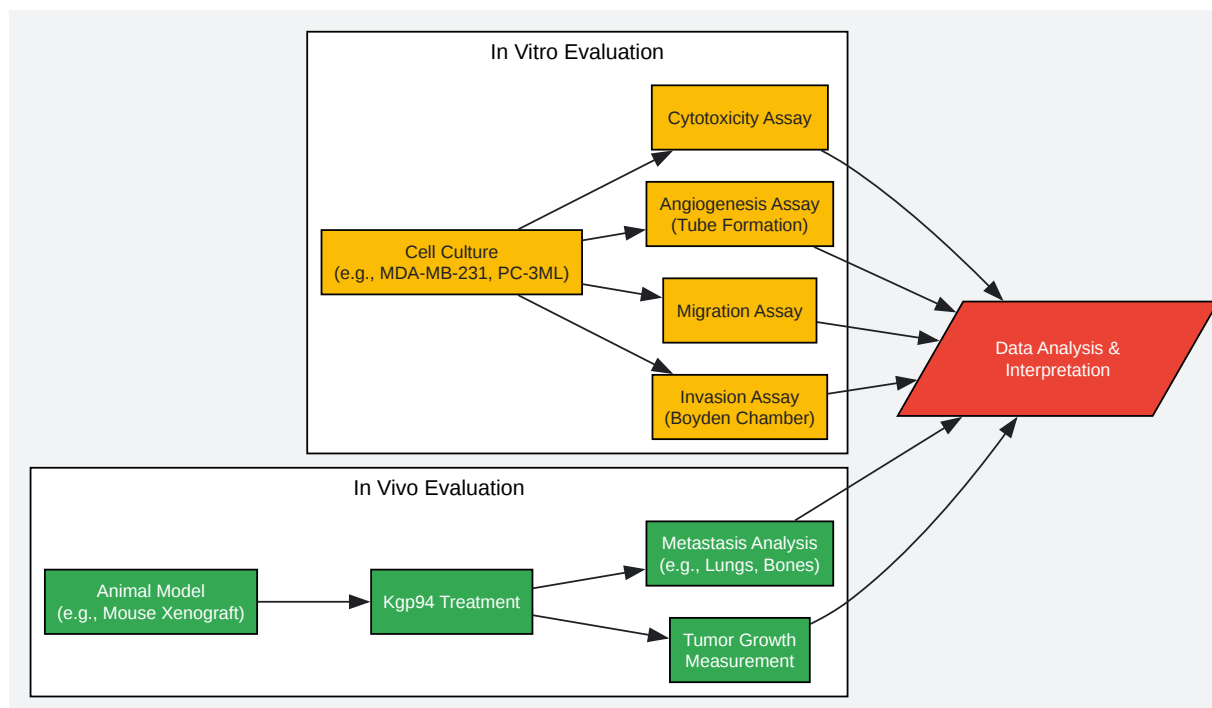 In Vitro Evaluation
Cytotoxicity Assay
Angiogenesis Assay
(Tube Formation)
Cell Culture
(e.g., MDA-MB-231, PC-3ML)
Migration Assay
Invasion Assay
(Boyden Chamber)
Data Analysis &
Interpretation
In Vivo Evaluation
Animal Model
(e.g., Mouse Xenograft)
Kgp94 Treatment
Metastasis Analysis
(e.g., Lungs, Bones)
Tumor Growth
Measurement